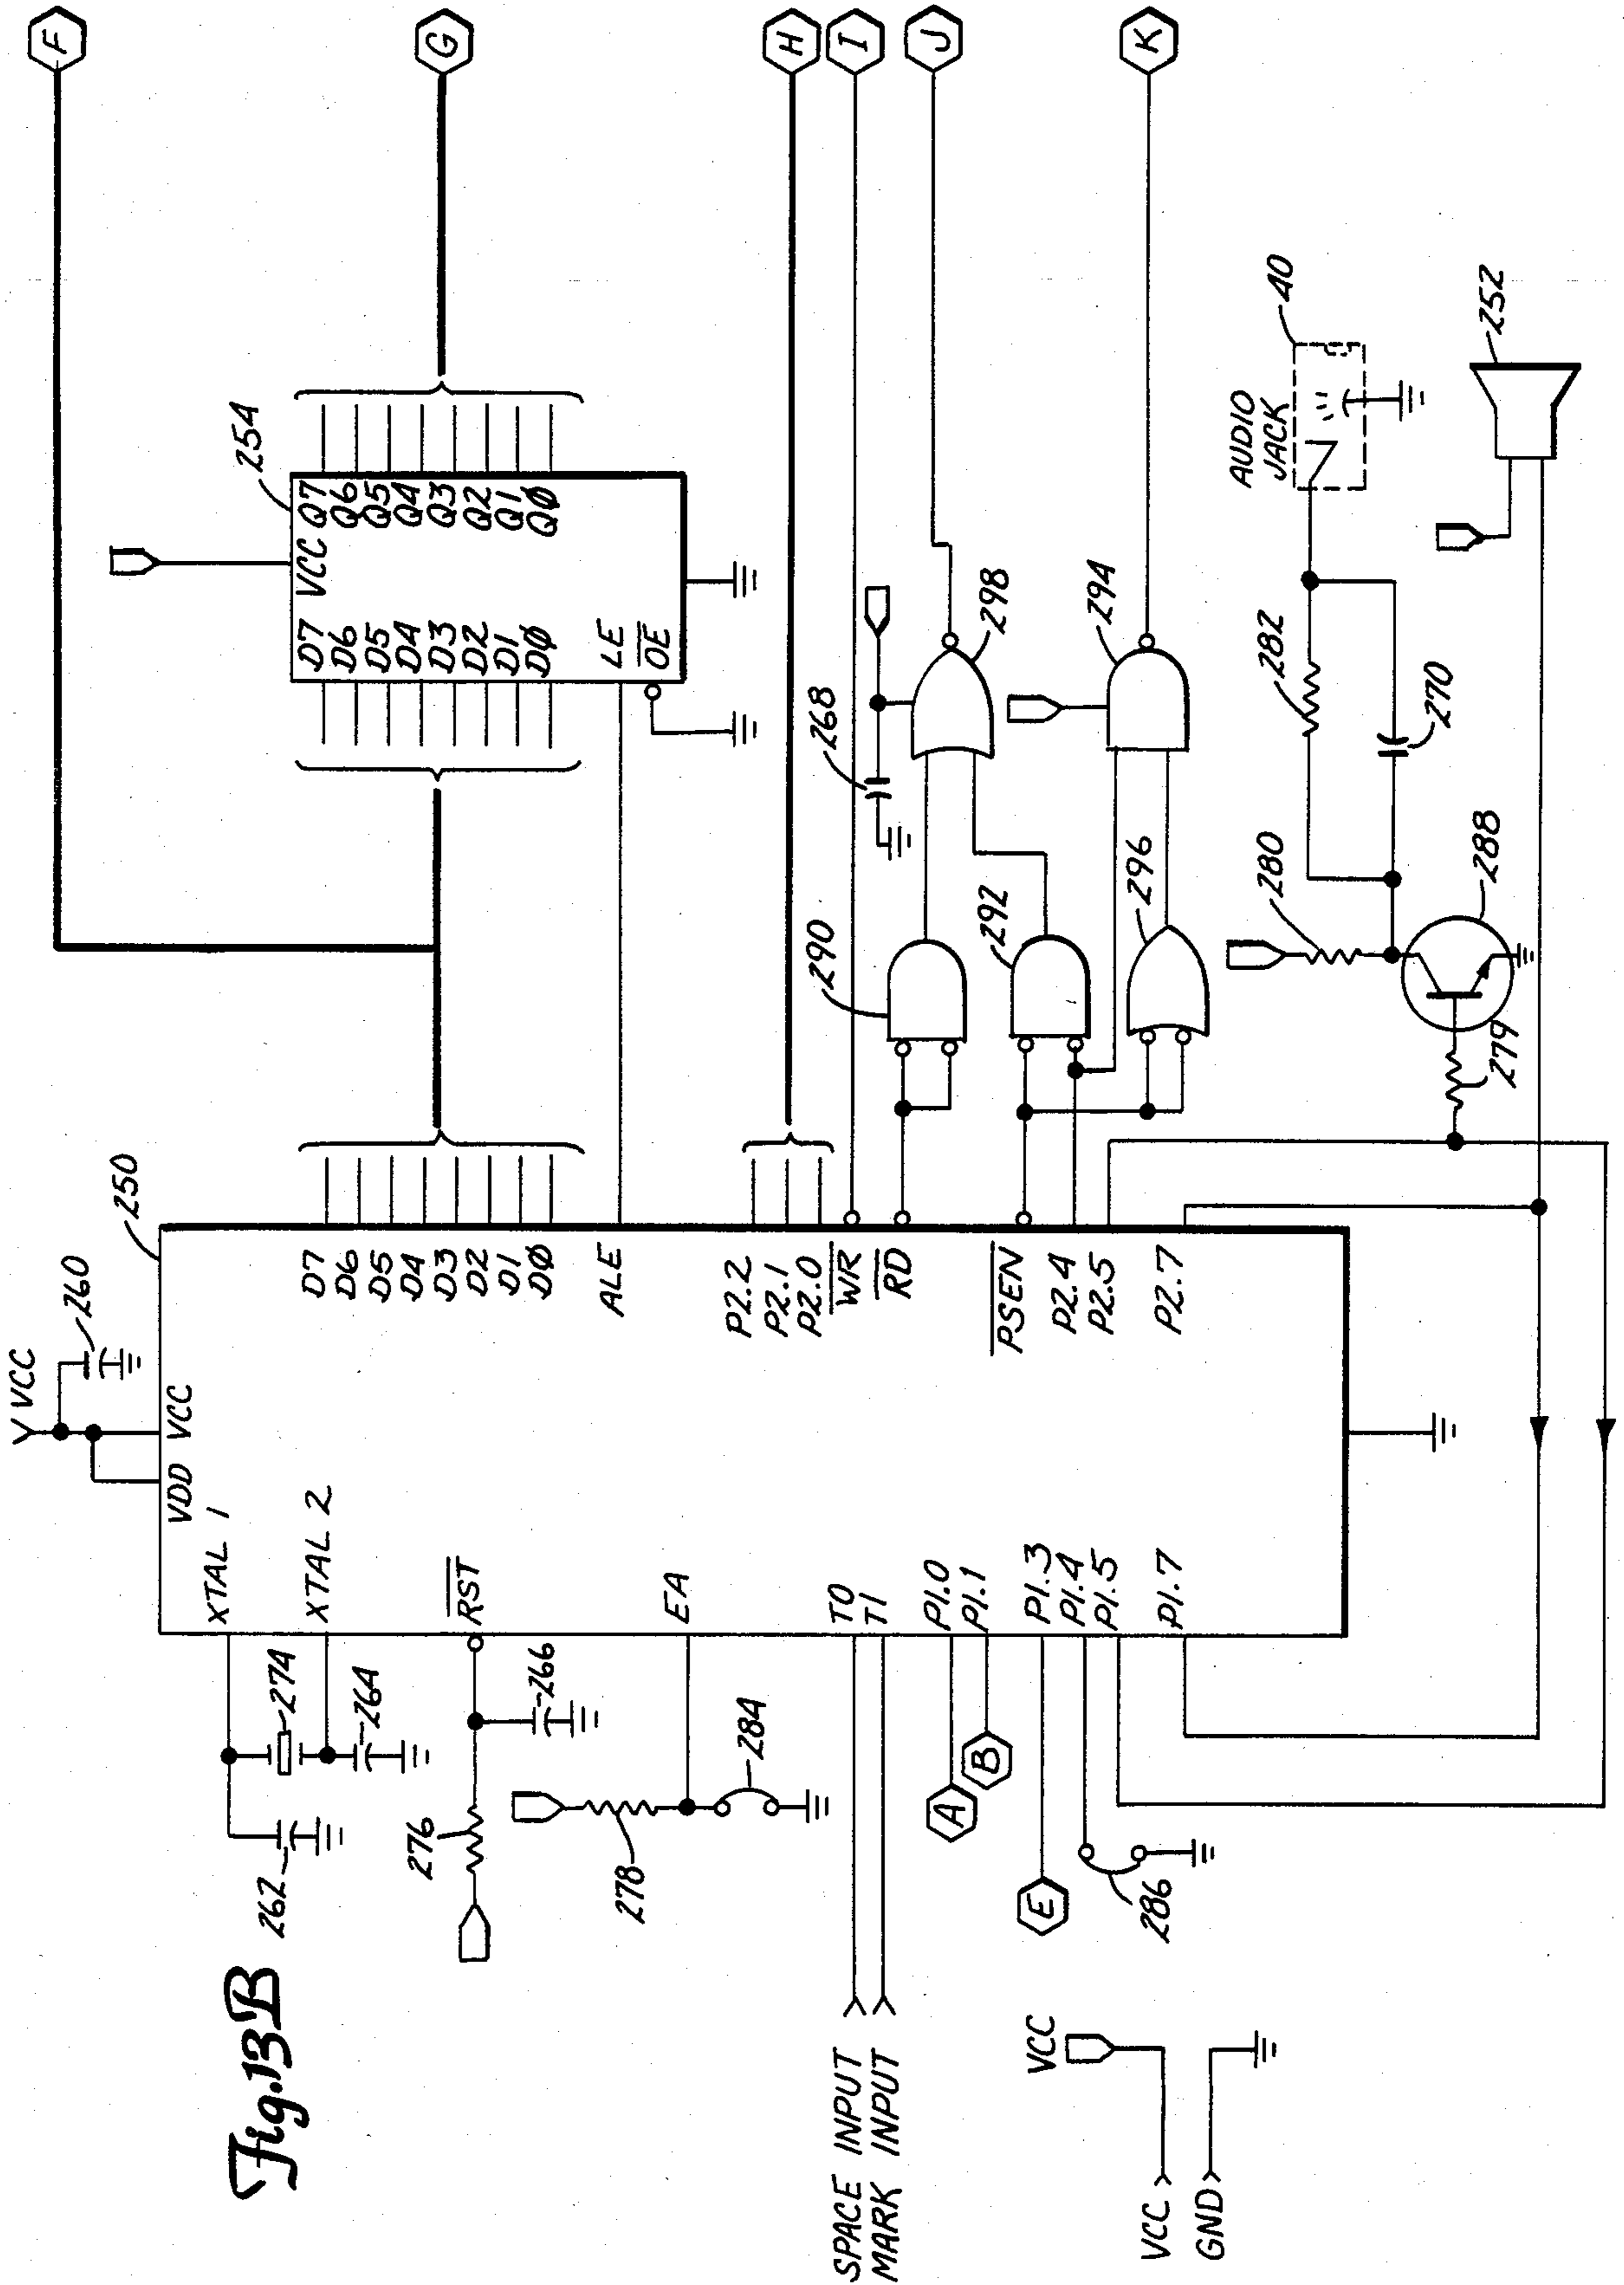 Fig.13B
VCC
260
250
VDD VCC
XTAL 1
XTAL 2
RST
EA
T0
T1
P1.0
P1.1
P1.3
P1.4
P1.5
P1.7
D7
D6
D5
D4
D3
D2
D1
DØ
ALE
P2.2
P2.1
P2.0
WR
RD
PSEN
P2.4
P2.5
P2.7
262
274
264
276
266
278
284
SPACE INPUT
MARK INPUT
A
B
E
286
VCC
VCC
GND
254
VCC
D7
D6
D5
D4
D3
D2
D1
DØ
LE
OE
Q7
Q6
Q5
Q4
Q3
Q2
Q1
QØ
F
G
H
I
J
K
268
290
292
298
296
294
280
282
270
288
279
AUDIO
JACK
40
252